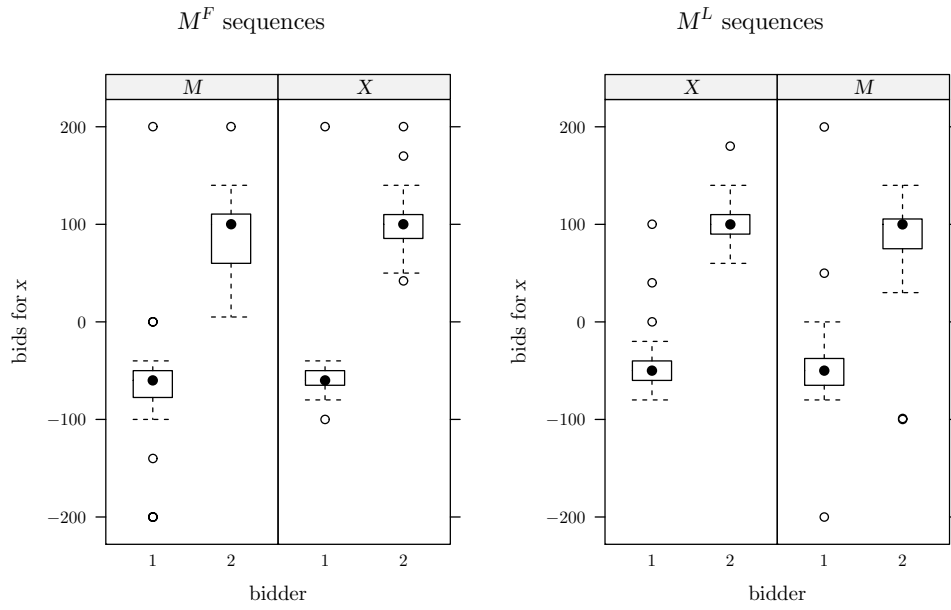 M^F sequences
M^L sequences
M
X
X
M
200
100
0
−100
−200
bids for x
1
2
1
2
bidder
200
100
0
−100
−200
bids for x
1
2
1
2
bidder